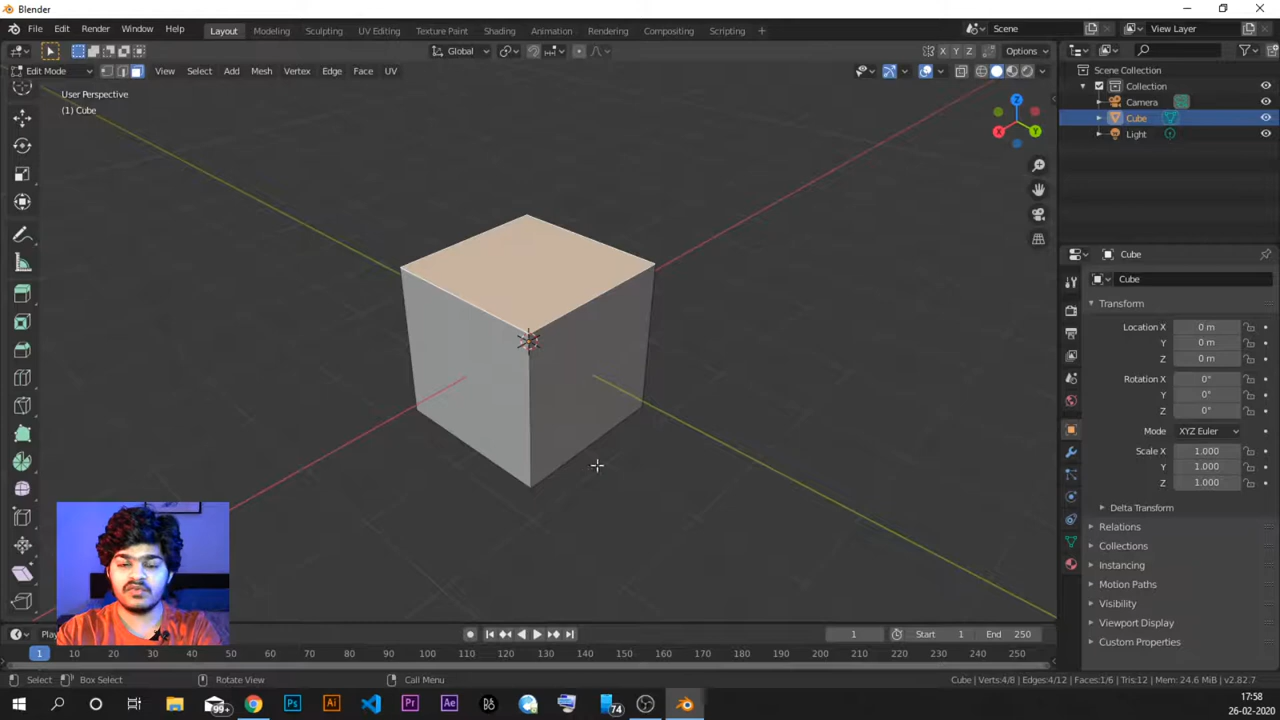 Blender
File Edit Render Window Help
Layout Modeling Sculpting UV Editing Texture Paint Shading Animation Rendering Compositing Scripting +
Scene
View Layer
Global
X Y Z
Options
Edit Mode
View Select Add Mesh Vertex Edge Face UV
User Perspective
(1) Cube
Z
X
Y
Scene Collection
Collection
Camera
Cube
Light
Cube
Cube
Transform
Location X 0 m
Y 0 m
Z 0 m
Rotation X 0°
Y 0°
Z 0°
Mode XYZ Euler
Scale X 1.000
Y 1.000
Z 1.000
Delta Transform
Relations
Collections
Instancing
Motion Paths
Visibility
Viewport Display
Custom Properties
Play
1
Start 1 End 250
1 10 20 30 40 50 60 70 80 90 100 110 120 130 140 150 160 170 180 190 200 210 220 230 240 250
Select Box Select Rotate View Call Menu
Cube | Verts:4/8 | Edges:4/12 | Faces:1/6 | Tris:12 | Mem: 24.6 MiB | v2.82.7
99+
Ps
Ai
Pr
Ae
74
17:58
26-02-2020